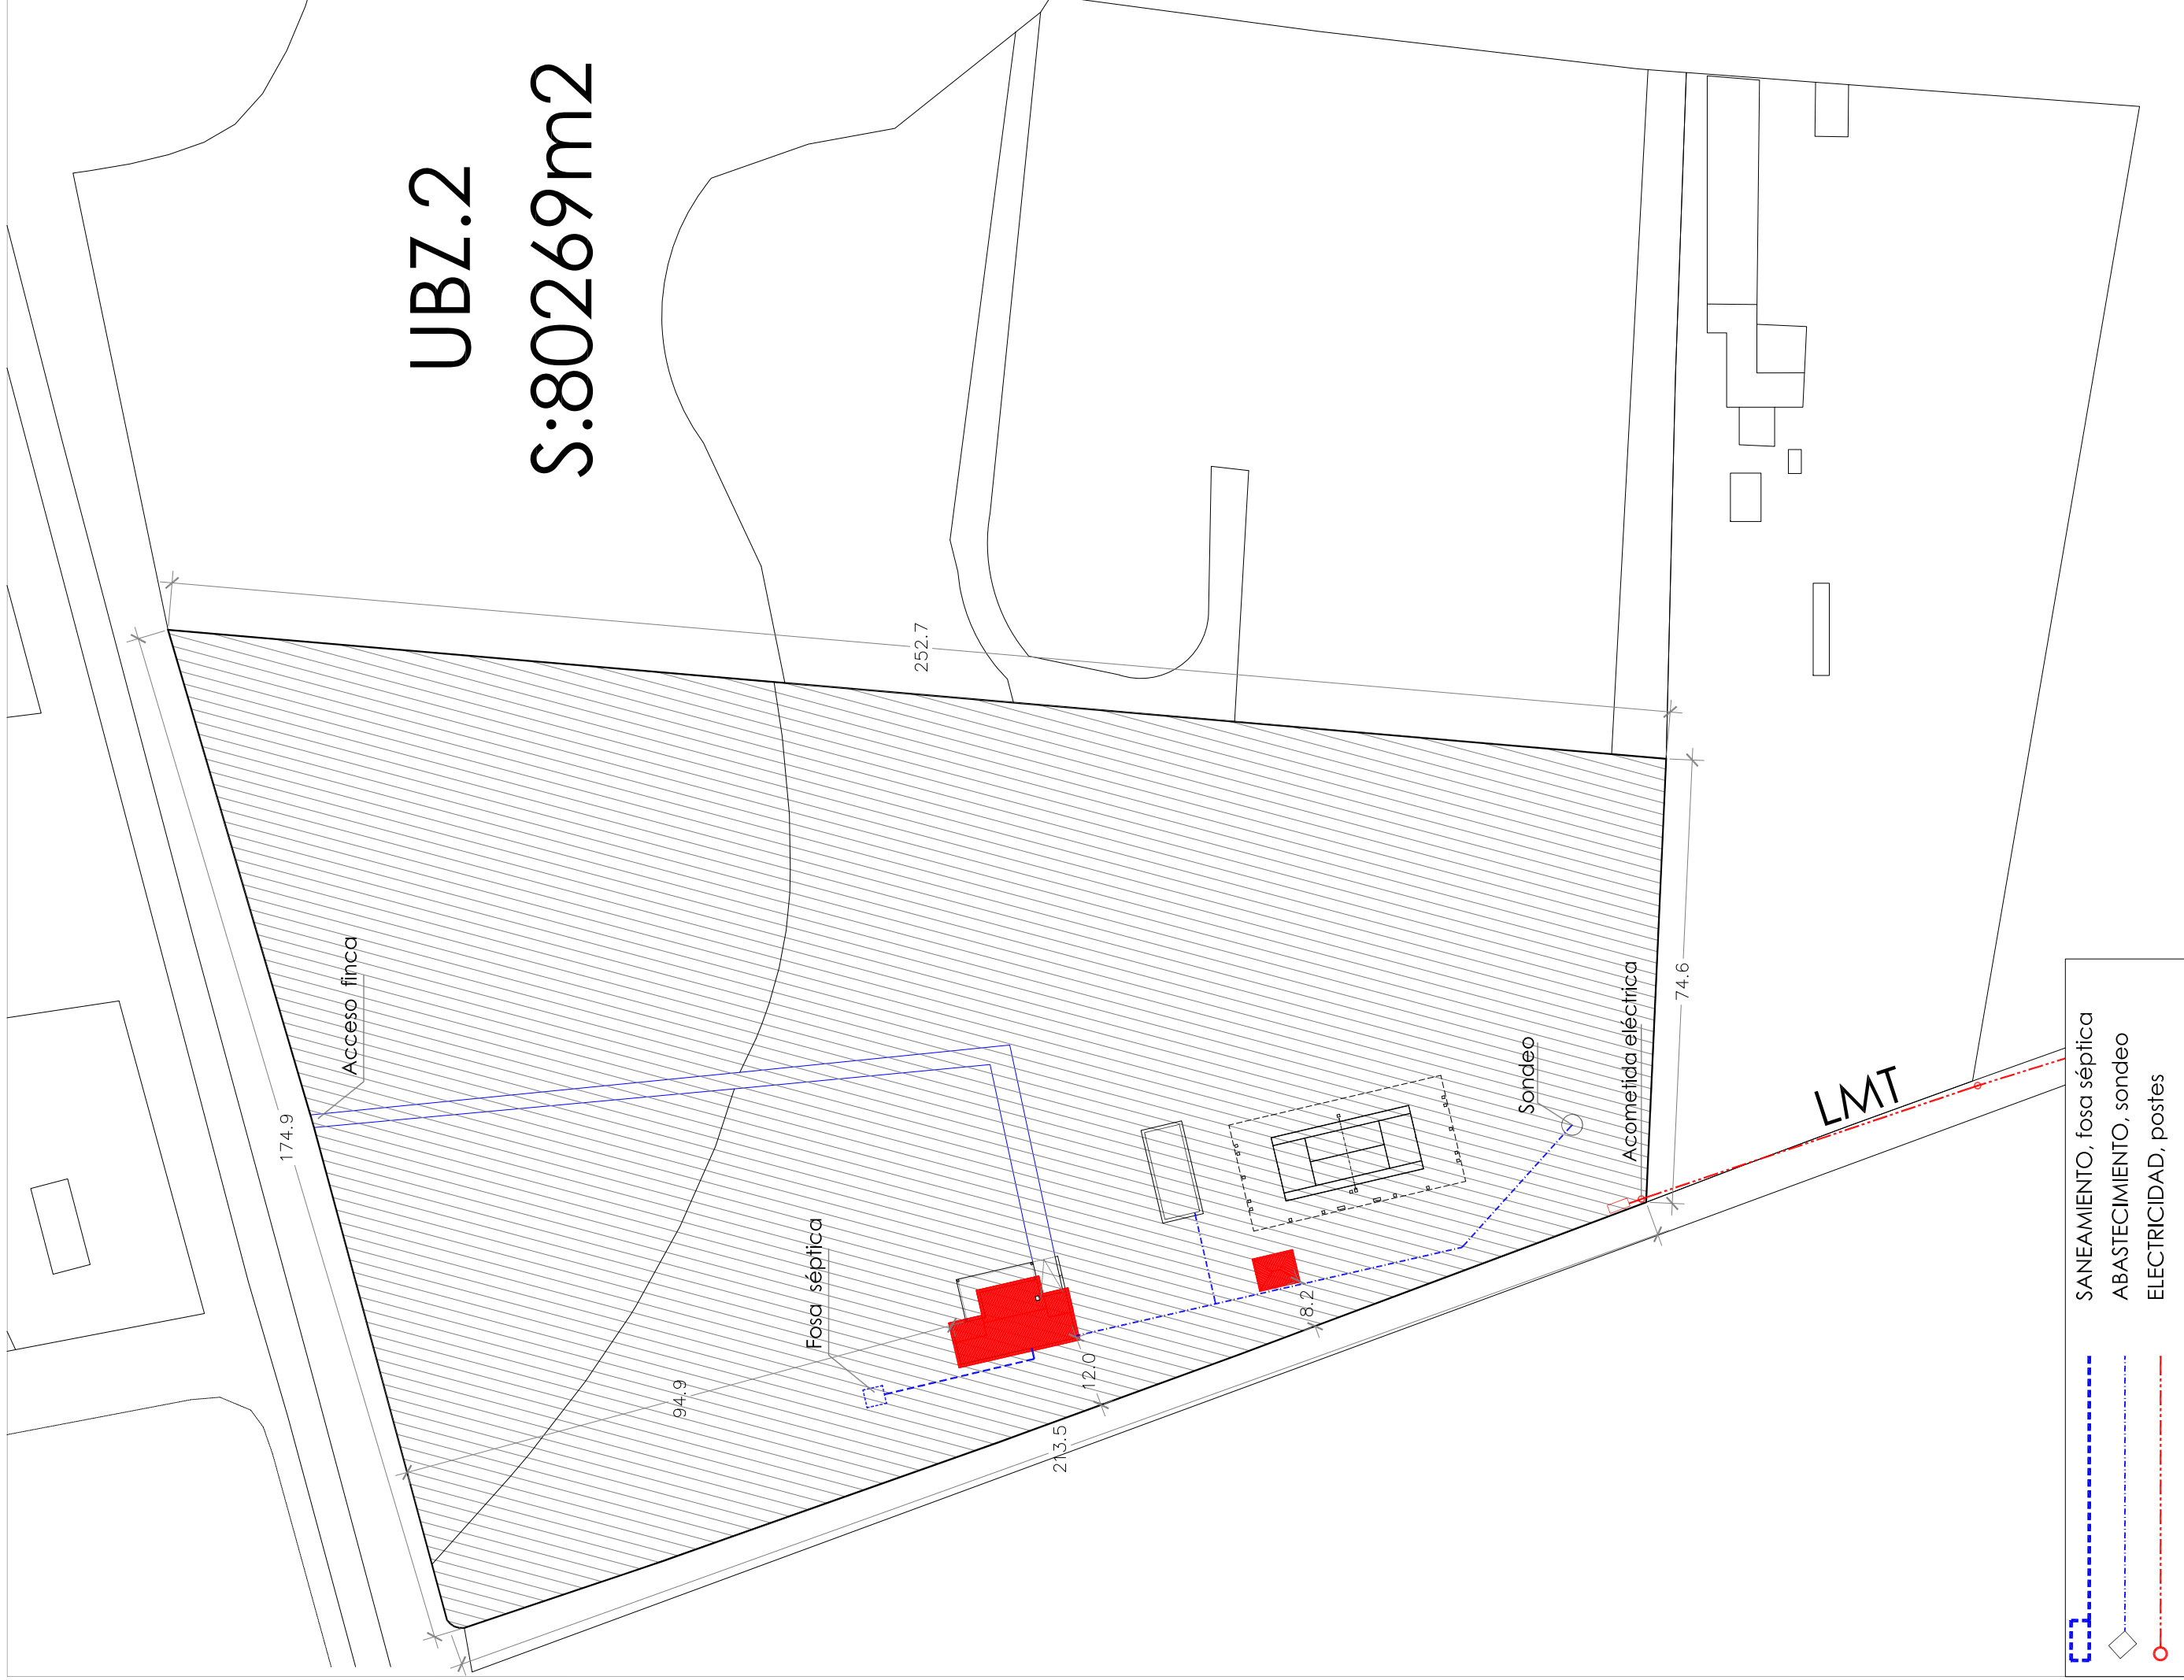 UBZ.2
S:80269m2
252.7
174.9
Acceso finca
94.9
Fosa séptica
12.0
213.5
8.2
Sondeo
Acometida eléctrica
74.6
LMT
SANEAMIENTO, fosa séptica
ABASTECIMIENTO, sondeo
ELECTRICIDAD, postes